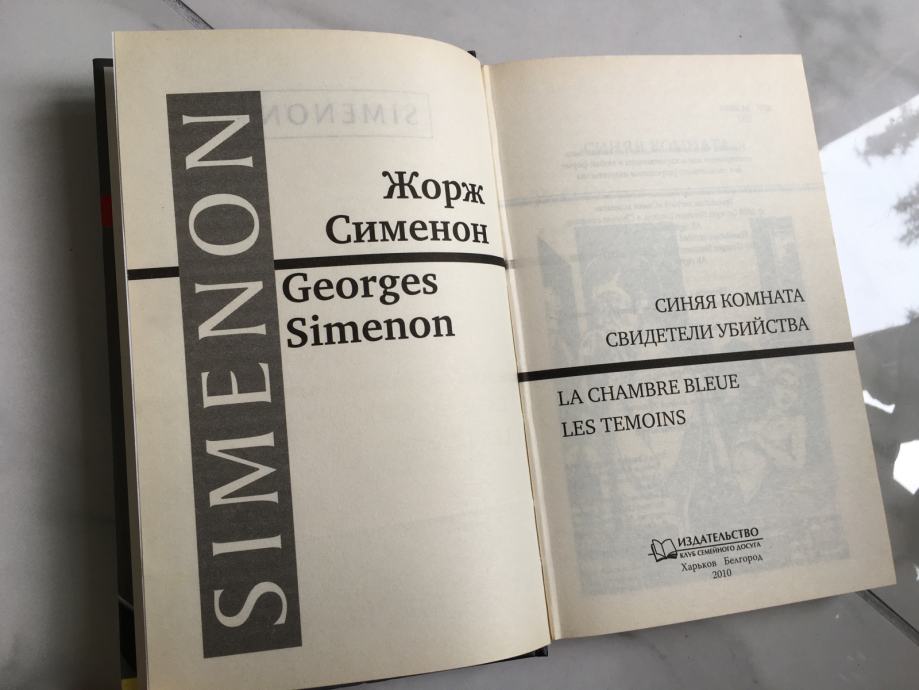 SIMENON
Жорж
Сименон
Georges
Simenon
SIMENON
СИНЯЯ КОМНАТА
СВИДЕТЕЛИ УБИЙСТВА
LA CHAMBRE BLEUE
LES TEMOINS
ИЗДАТЕЛЬСТВО
КЛУБ СЕМЕЙНОГО ДОСУГА
Харьков Белгород
2010